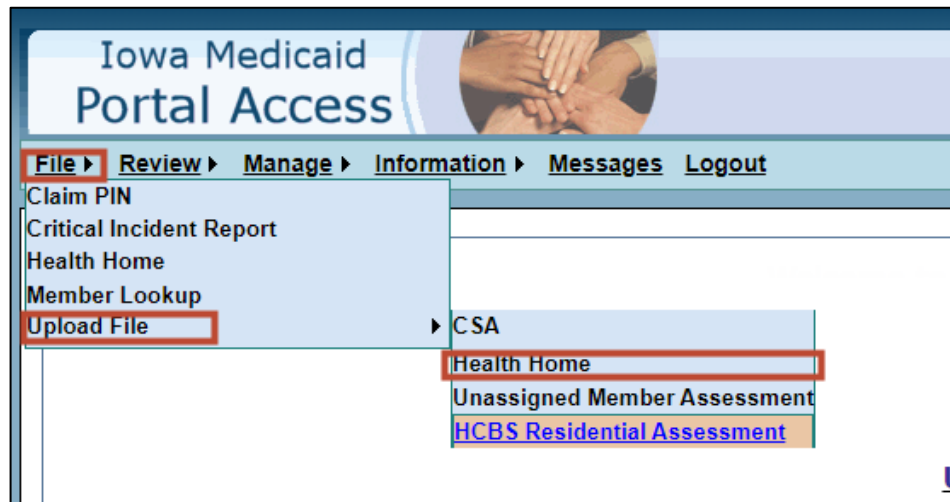 Iowa Medicaid
Portal Access
File Review Manage Information Messages Logout
Claim PIN
Critical Incident Report
Health Home
Member Lookup
Upload File
CSA
Health Home
Unassigned Member Assessment
HCBS Residential Assessment